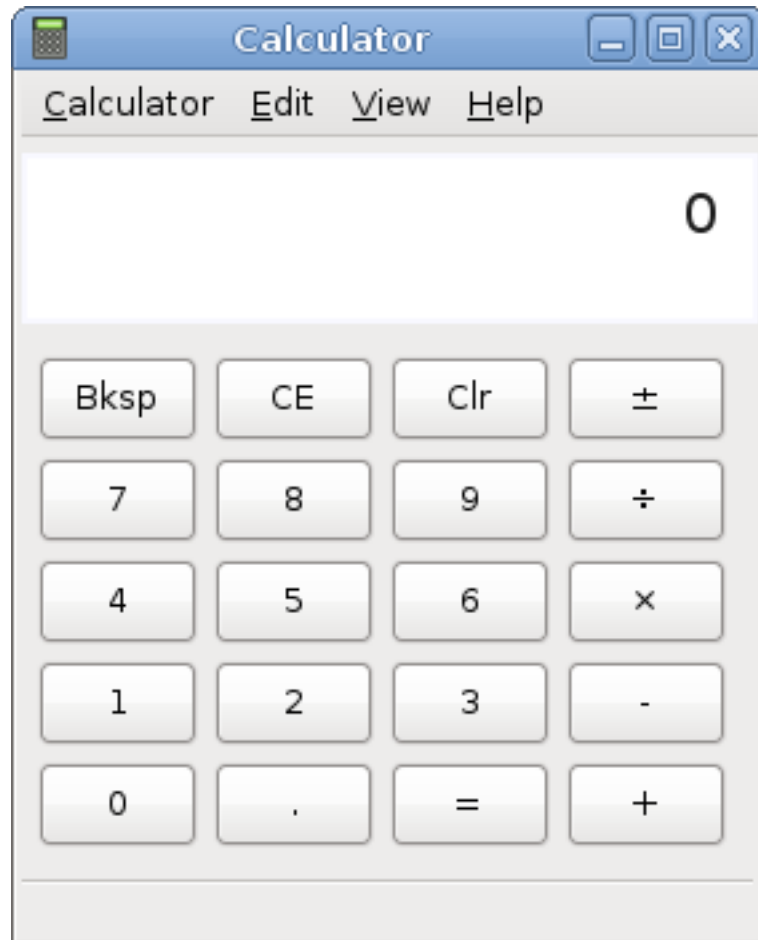 Calculator
Calculator Edit View Help
0
Bksp CE Clr ±
7 8 9 ÷
4 5 6 ×
1 2 3 -
0 . = +